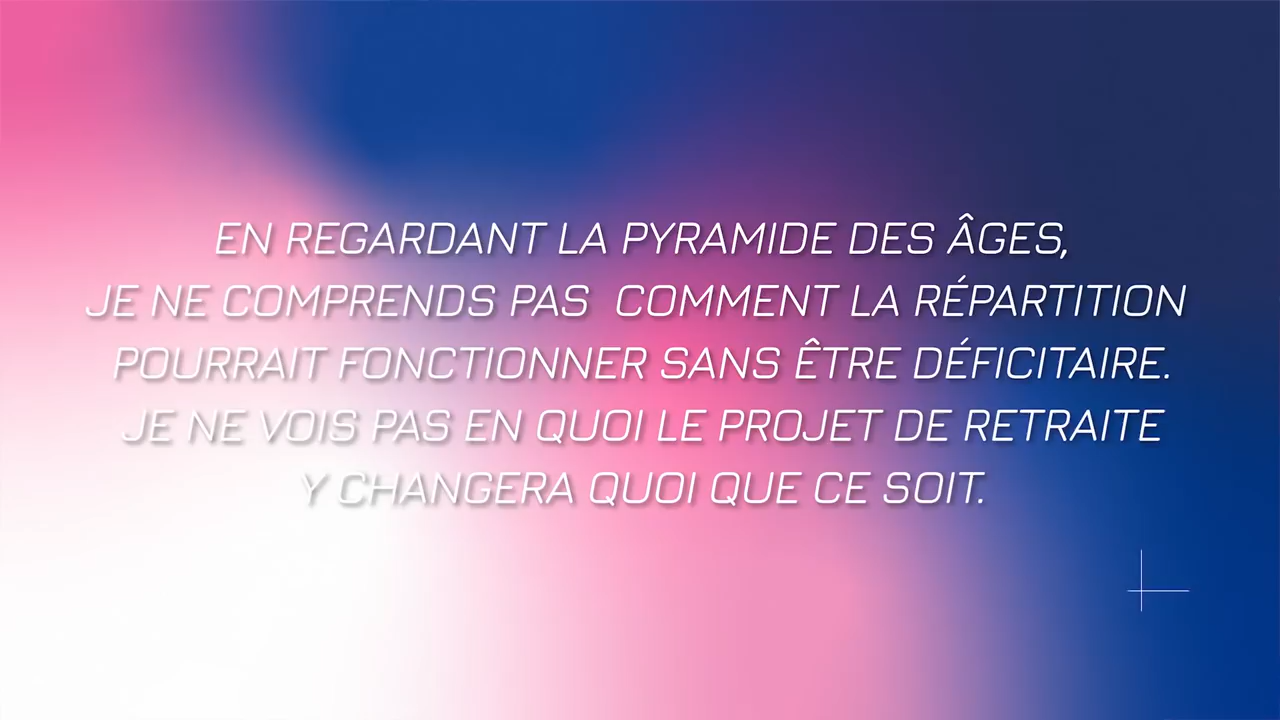 EN REGARDANT LA PYRAMIDE DES ÂGES,
JE NE COMPRENDS PAS COMMENT LA RÉPARTITION
POURRAIT FONCTIONNER SANS ÊTRE DÉFICITAIRE.
JE NE VOIS PAS EN QUOI LE PROJET DE RETRAITE
Y CHANGERA QUOI QUE CE SOIT.